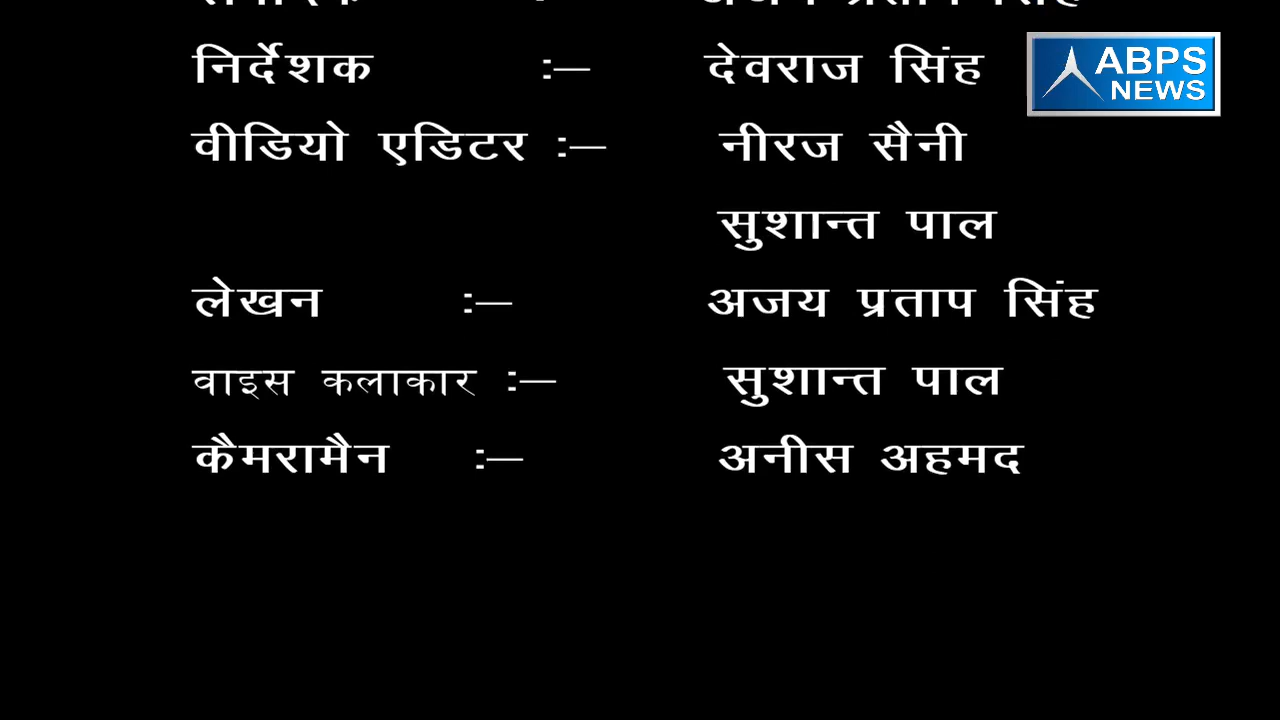 निर्देशक :— देवराज सिंह
ABPS
NEWS
वीडियो एडिटर :— नीरज सैनी
सुशान्त पाल
लेखन :— अजय प्रताप सिंह
वाइस कलाकार :— सुशान्त पाल
कैमरामैन :— अनीस अहमद